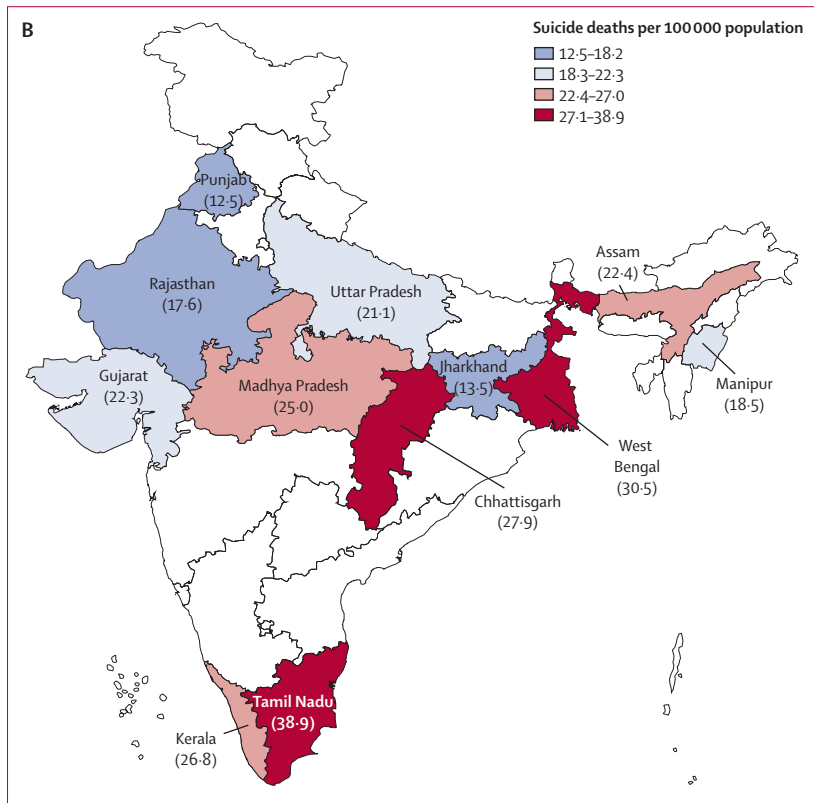 B
Suicide deaths per 100 000 population
12·5–18·2
18·3–22·3
22·4–27·0
27·1–38·9
Punjab
(12·5)
Rajasthan
(17·6)
Uttar Pradesh
(21·1)
Assam
(22·4)
Gujarat
(22·3)
Madhya Pradesh
(25·0)
Jharkhand
(13·5)
Manipur
(18·5)
West
Bengal
(30·5)
Chhattisgarh
(27·9)
Tamil Nadu
(38·9)
Kerala
(26·8)